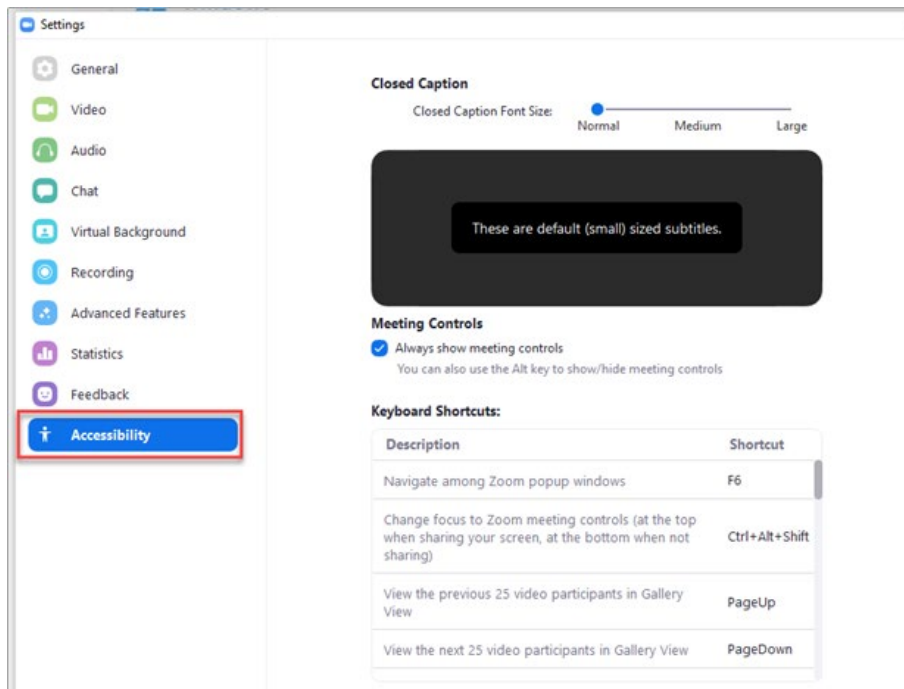 Settings
General
Video
Audio
Chat
Virtual Background
Recording
Advanced Features
Statistics
Feedback
Accessibility
Closed Caption
Closed Caption Font Size:
Normal Medium Large
These are default (small) sized subtitles.
Meeting Controls
Always show meeting controls
You can also use the Alt key to show/hide meeting controls
Keyboard Shortcuts:
Description Shortcut
Navigate among Zoom popup windows F6
Change focus to Zoom meeting controls (at the top
when sharing your screen, at the bottom when not Ctrl+Alt+Shift
sharing)
View the previous 25 video participants in Gallery
View PageUp
View the next 25 video participants in Gallery View PageDown